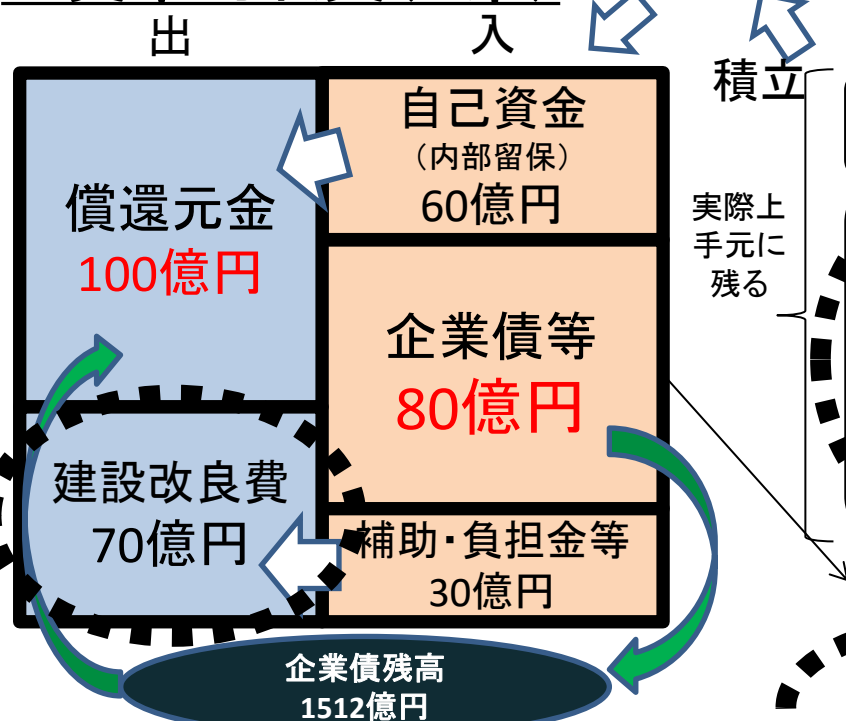 出
入
積立
償還元金
100億円
建設改良費
70億円
自己資金
（内部留保）
60億円
企業債等
80億円
補助・負担金等
30億円
実際上
手元に
残る
企業債残高
1512億円